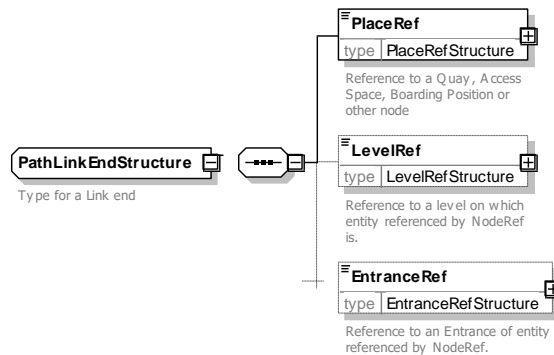 PlaceRef
type PlaceRefStructure
Reference to a Quay, Access
Space, Boarding Position or
other node
PathLinkEndStructure
Type for a Link end
LevelRef
type LevelRefStructure
Reference to a level on which
entity referenced by NodeRef
is.
EntranceRef
type EntranceRefStructure
Reference to an Entrance of entity
referenced by NodeRef.